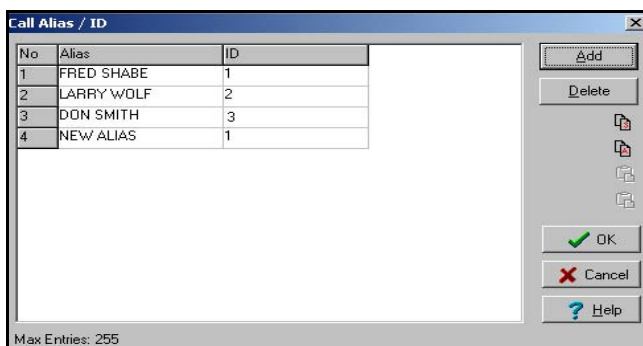 Call Alias / ID
No Alias ID
1 FRED SHABE 1
2 LARRY WOLF 2
3 DON SMITH 3
4 NEW ALIAS 1
Add
Delete
OK
Cancel
? Help
Max Entries: 255